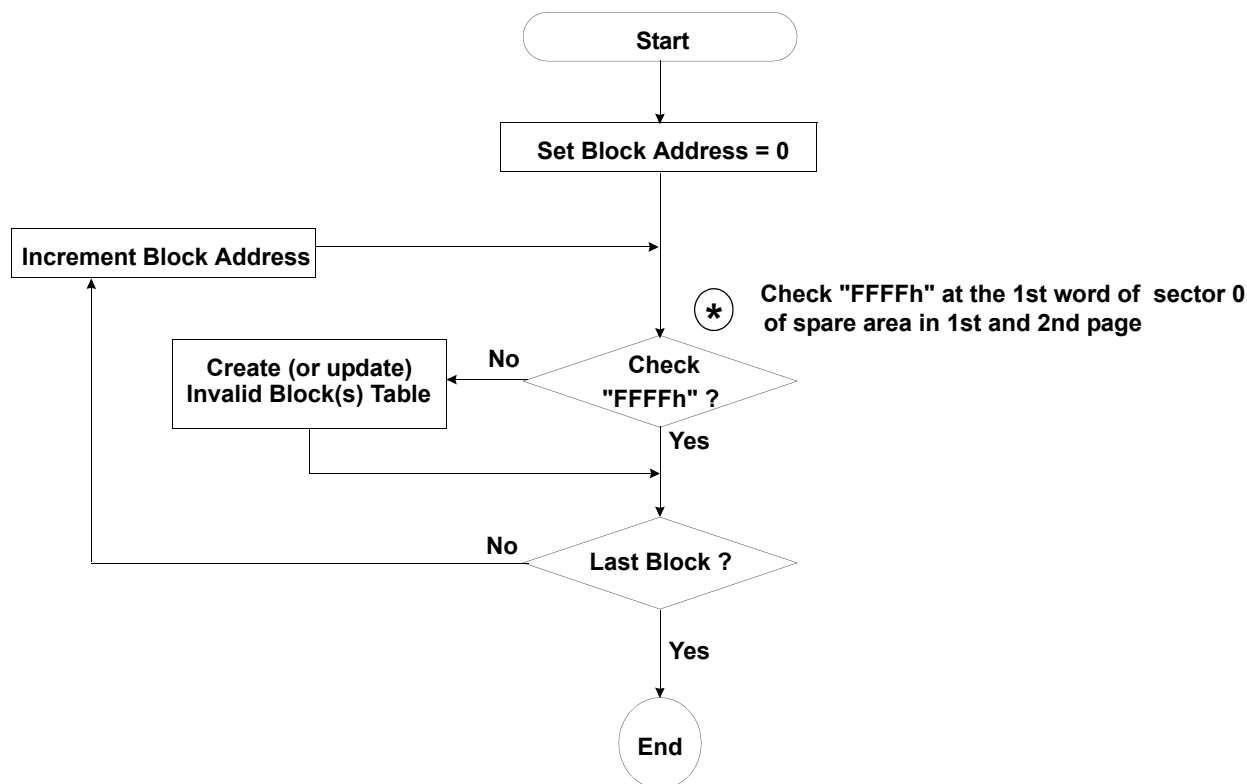 Start
Set Block Address = 0
Increment Block Address
*
Check "FFFFh" at the 1st word of sector 0
of spare area in 1st and 2nd page
Create (or update)
Invalid Block(s) Table
No
Check
"FFFFh" ?
Yes
No
Last Block ?
Yes
End